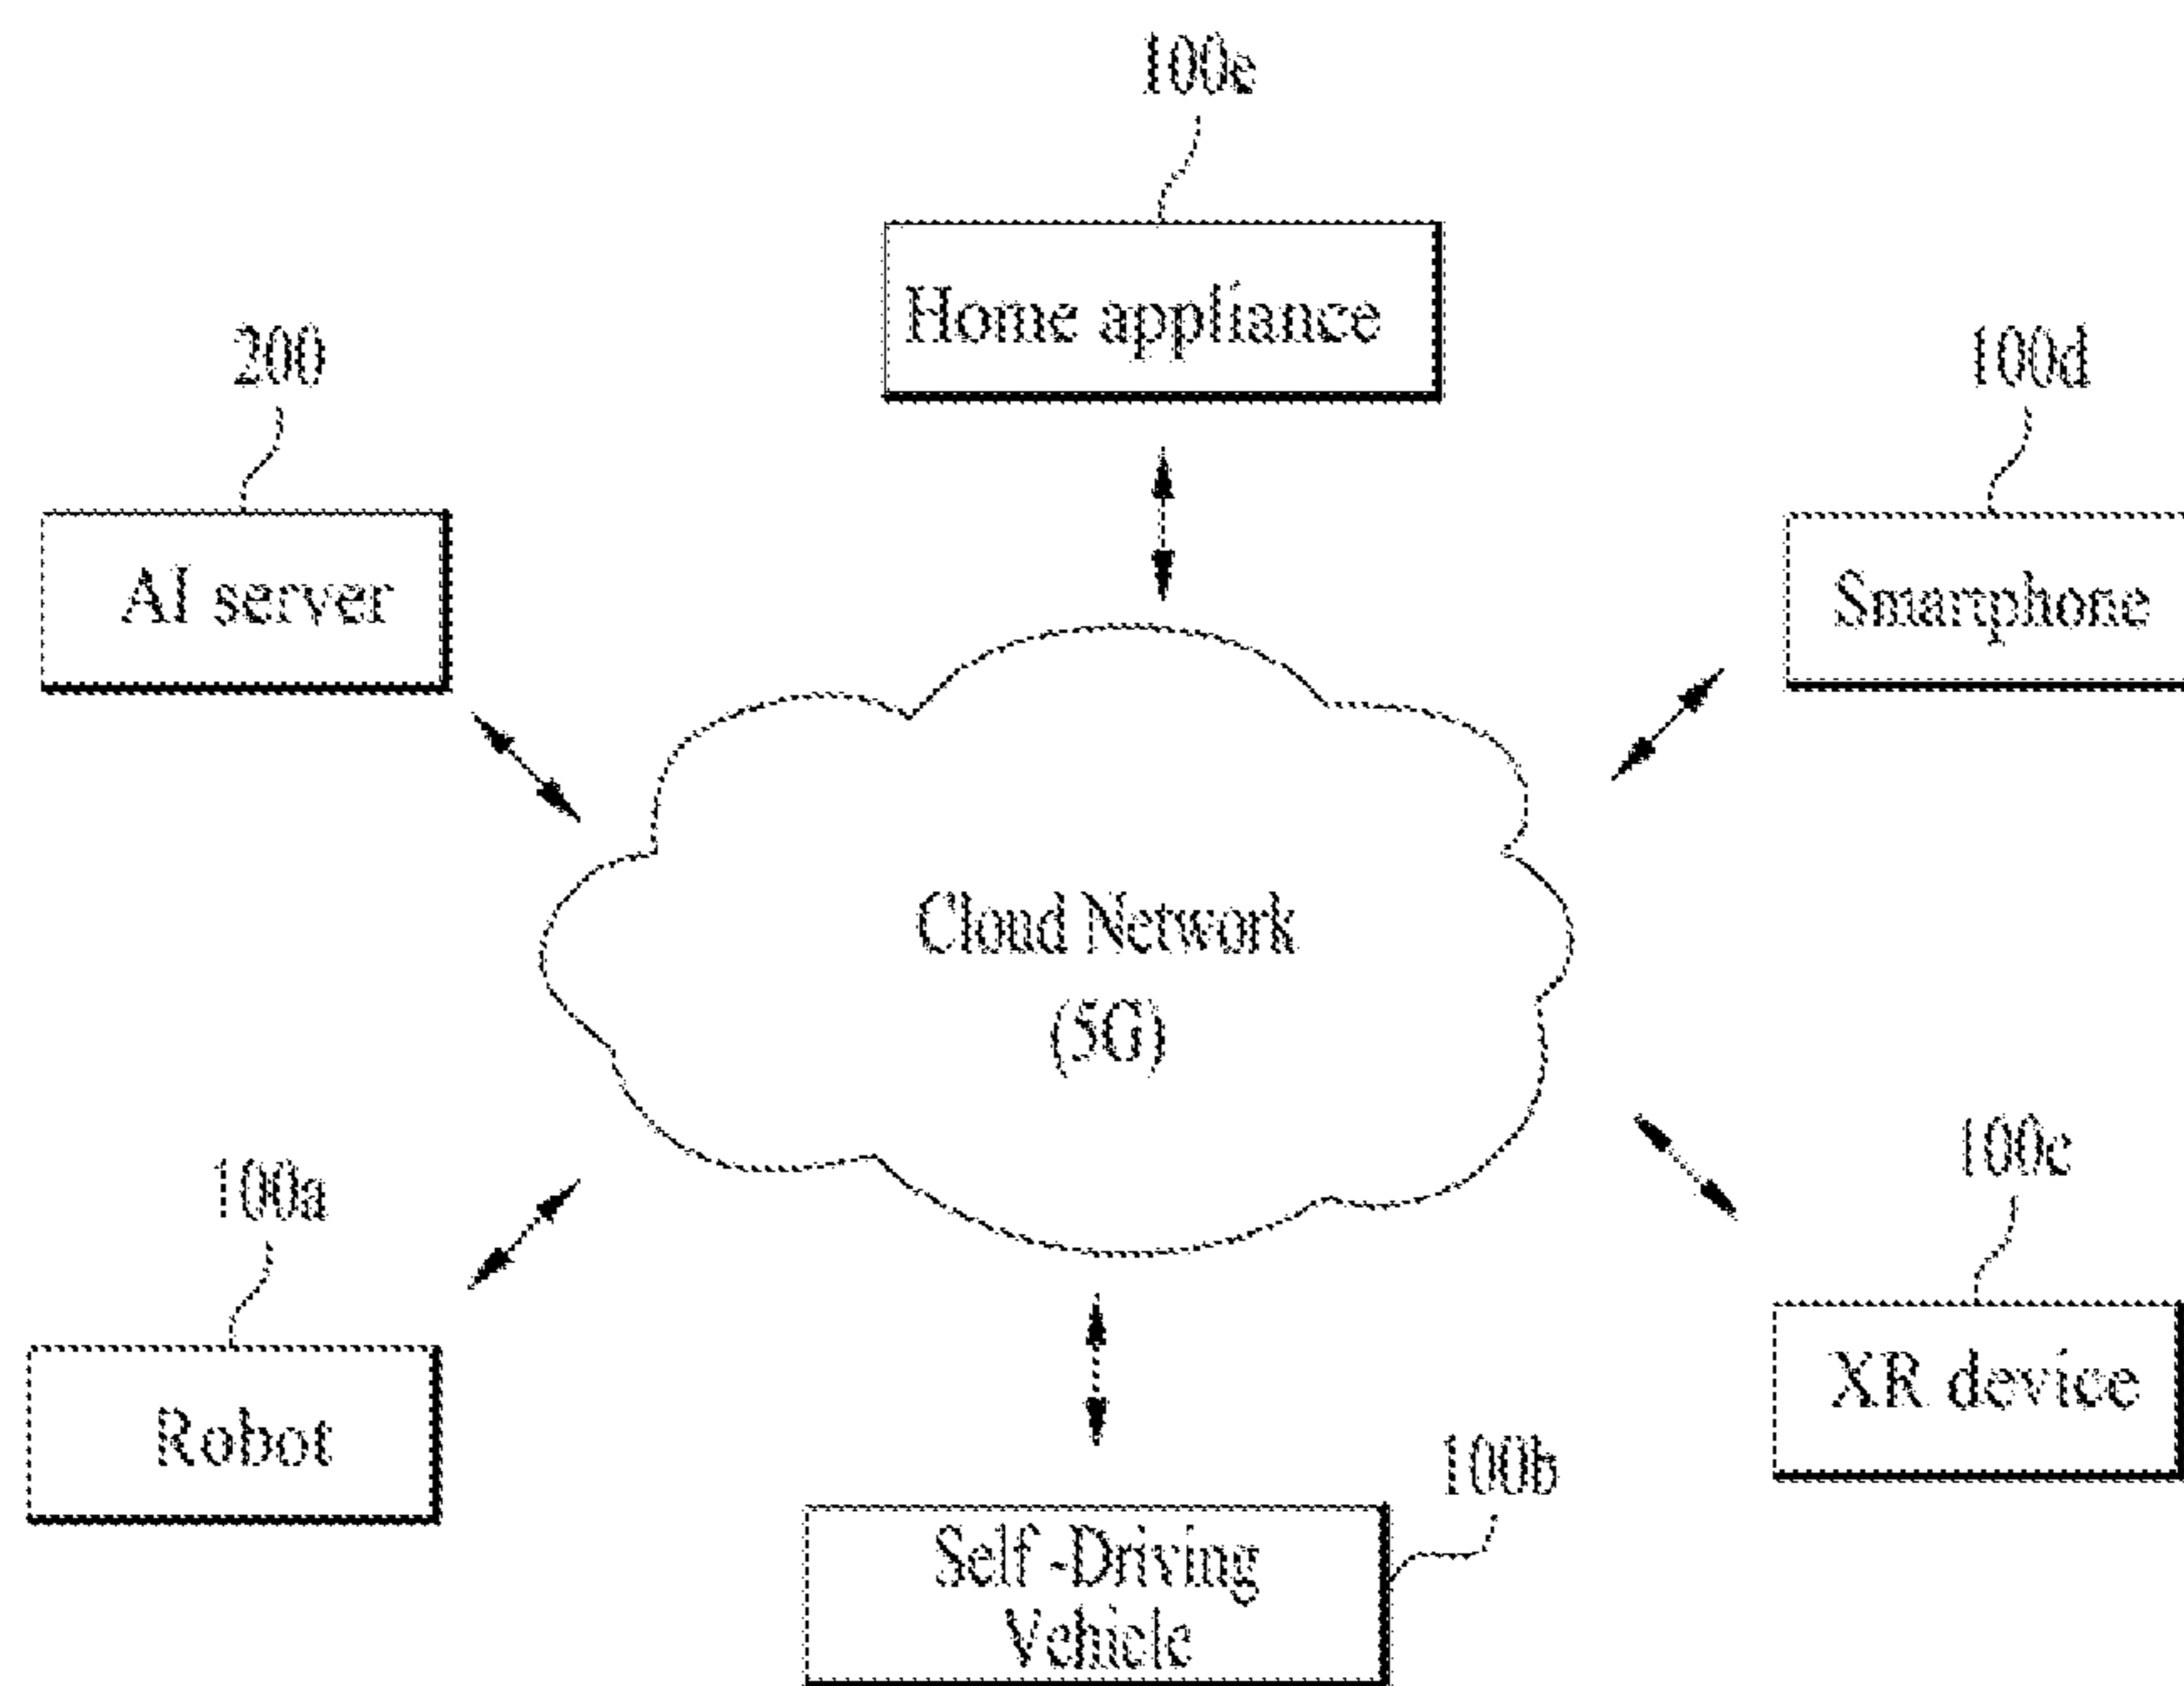 100e
Home appliance
200
AI server
100d
Smartphone
Cloud Network
(5G)
100a
Robot
100c
XR device
100b
Self-Driving
Vehicle